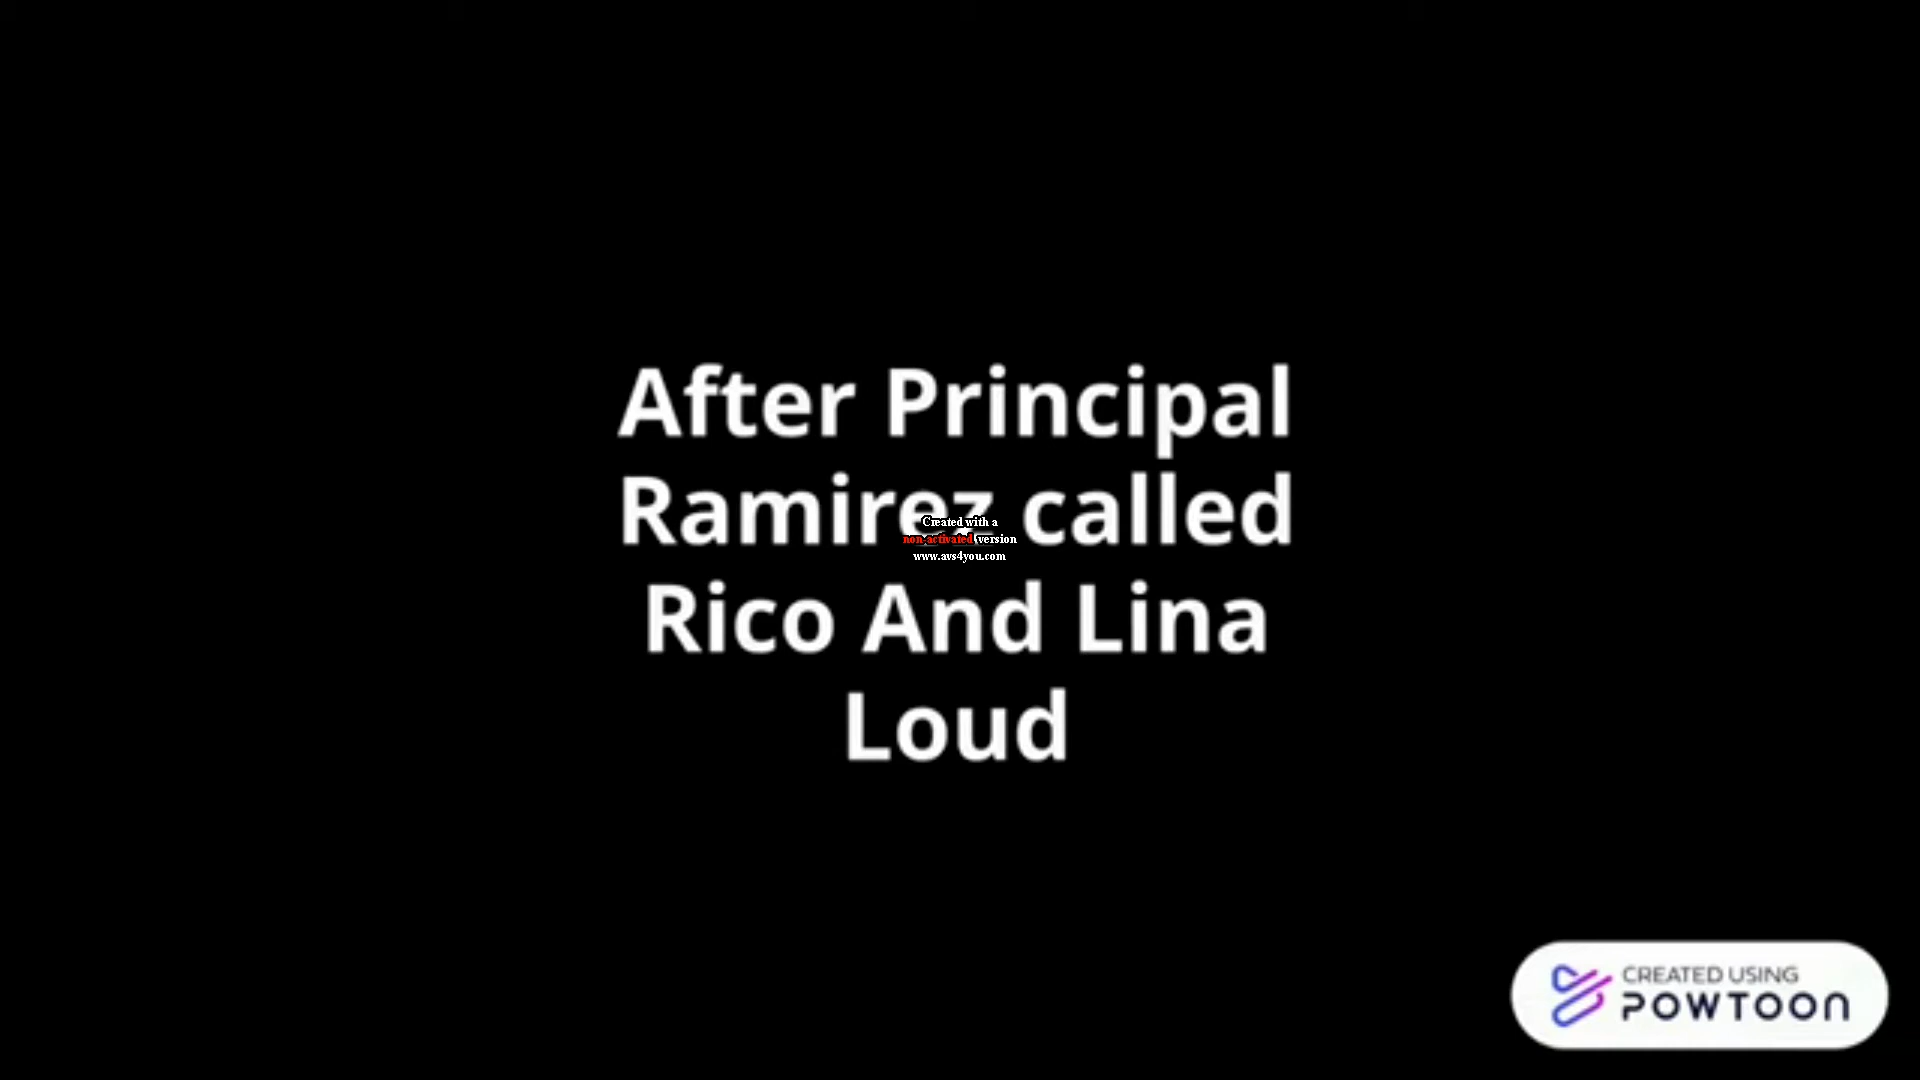 After Principal
Ramirez called
Created with a
non-activated version
www.avs4you.com
Rico And Lina
Loud
CREATED USING
POWTOON